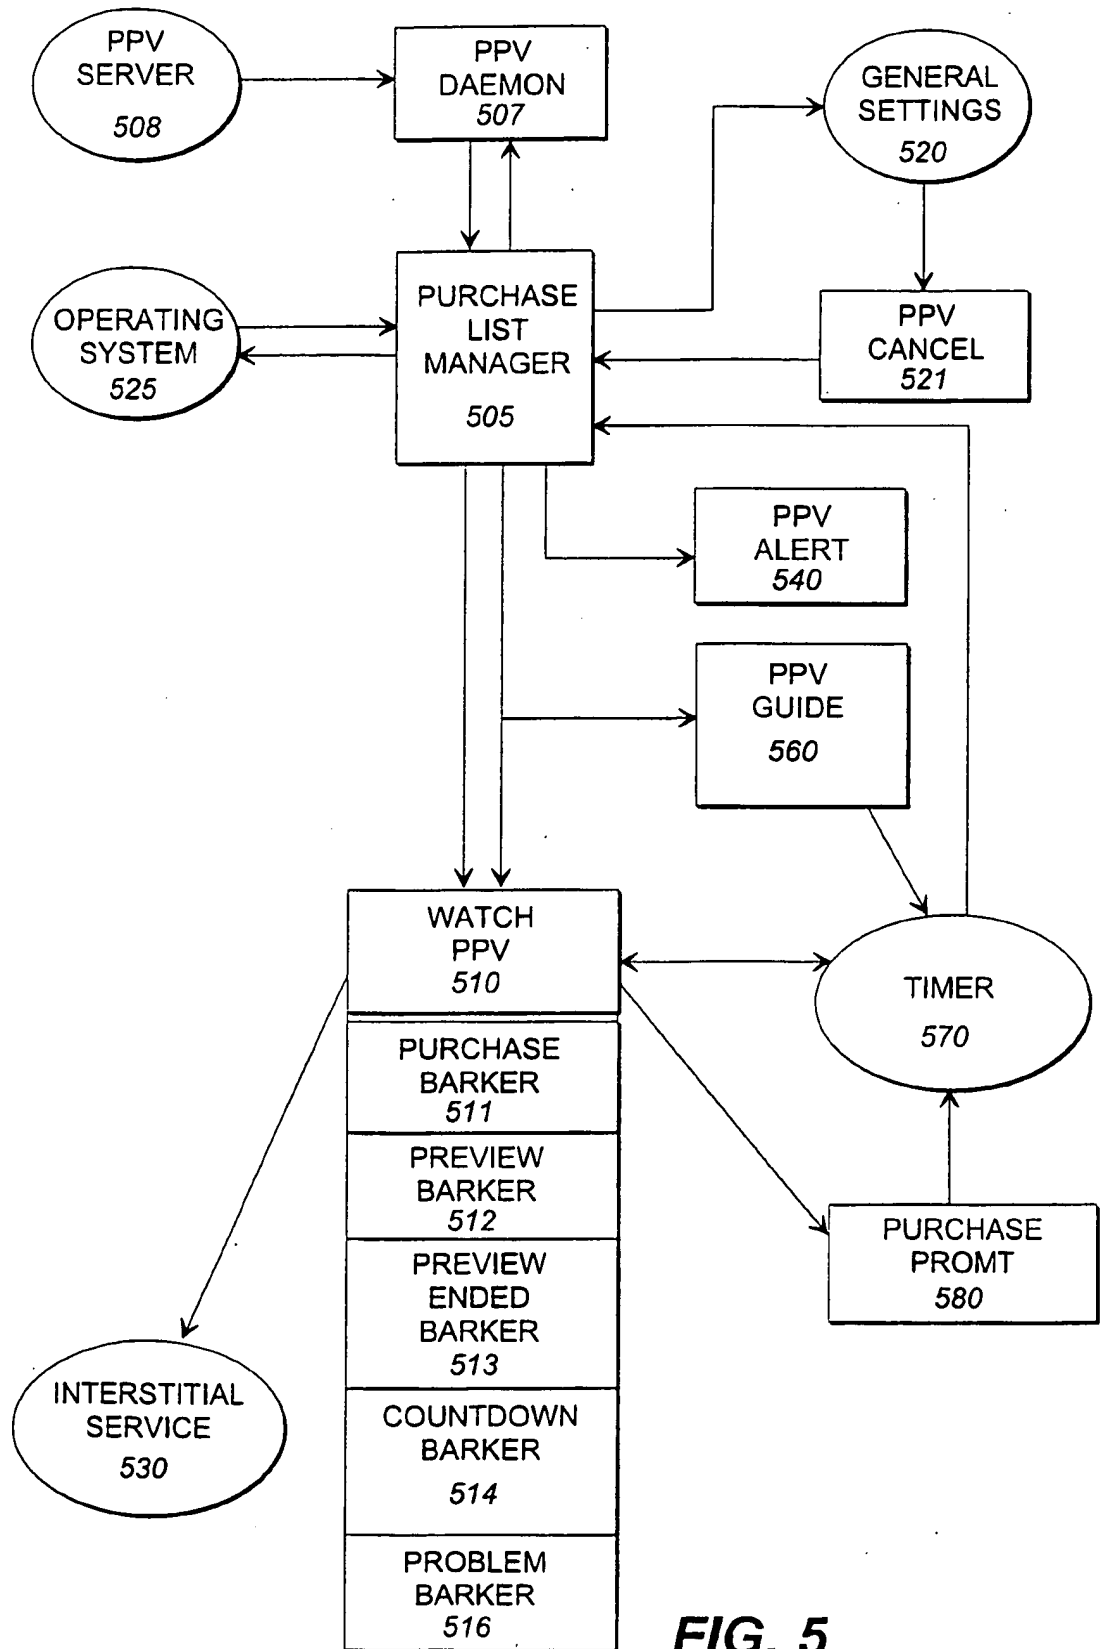 PPV
SERVER
508
PPV
DAEMON
507
GENERAL
SETTINGS
520
OPERATING
SYSTEM
525
PURCHASE
LIST
MANAGER
505
PPV
CANCEL
521
PPV
ALERT
540
PPV
GUIDE
560
WATCH
PPV
510
TIMER
570
PURCHASE
BARKER
511
PREVIEW
BARKER
512
PURCHASE
PROMT
580
PREVIEW
ENDED
BARKER
513
INTERSTITIAL
SERVICE
530
COUNTDOWN
BARKER
514
PROBLEM
BARKER
516
FIG. 5